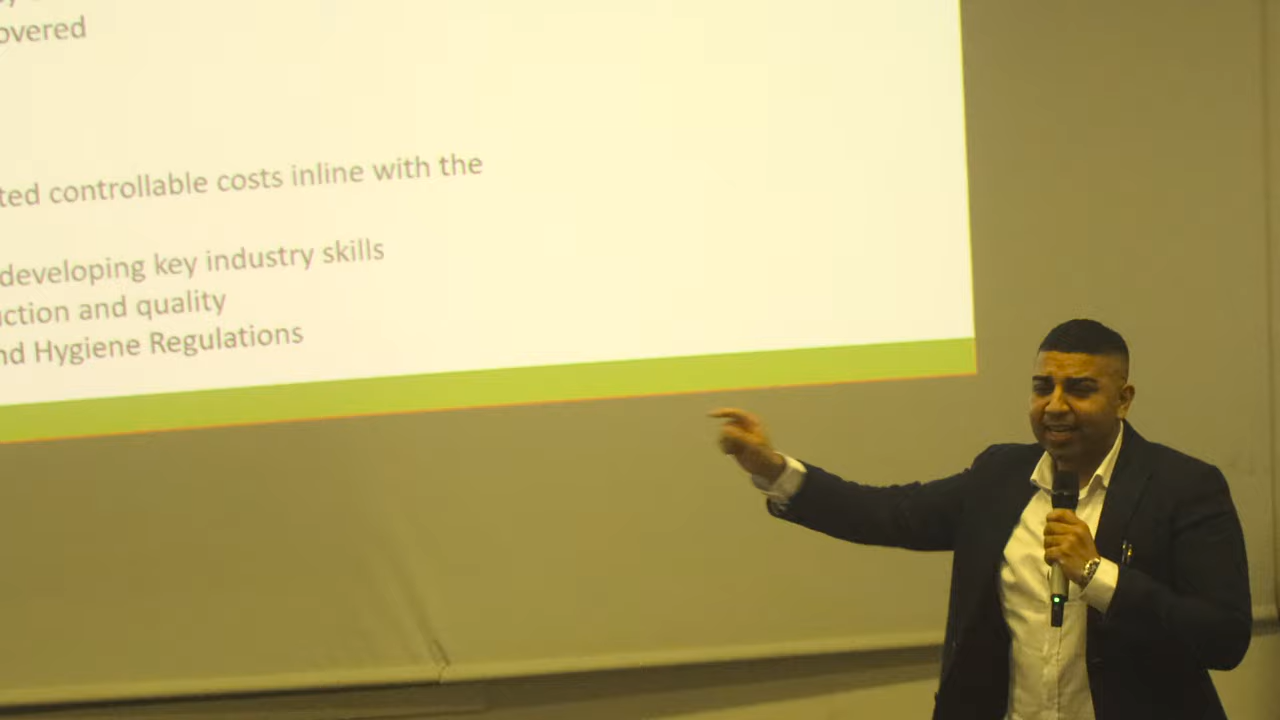 overed
ted controllable costs inline with the
developing key industry skills
uction and quality
nd Hygiene Regulations